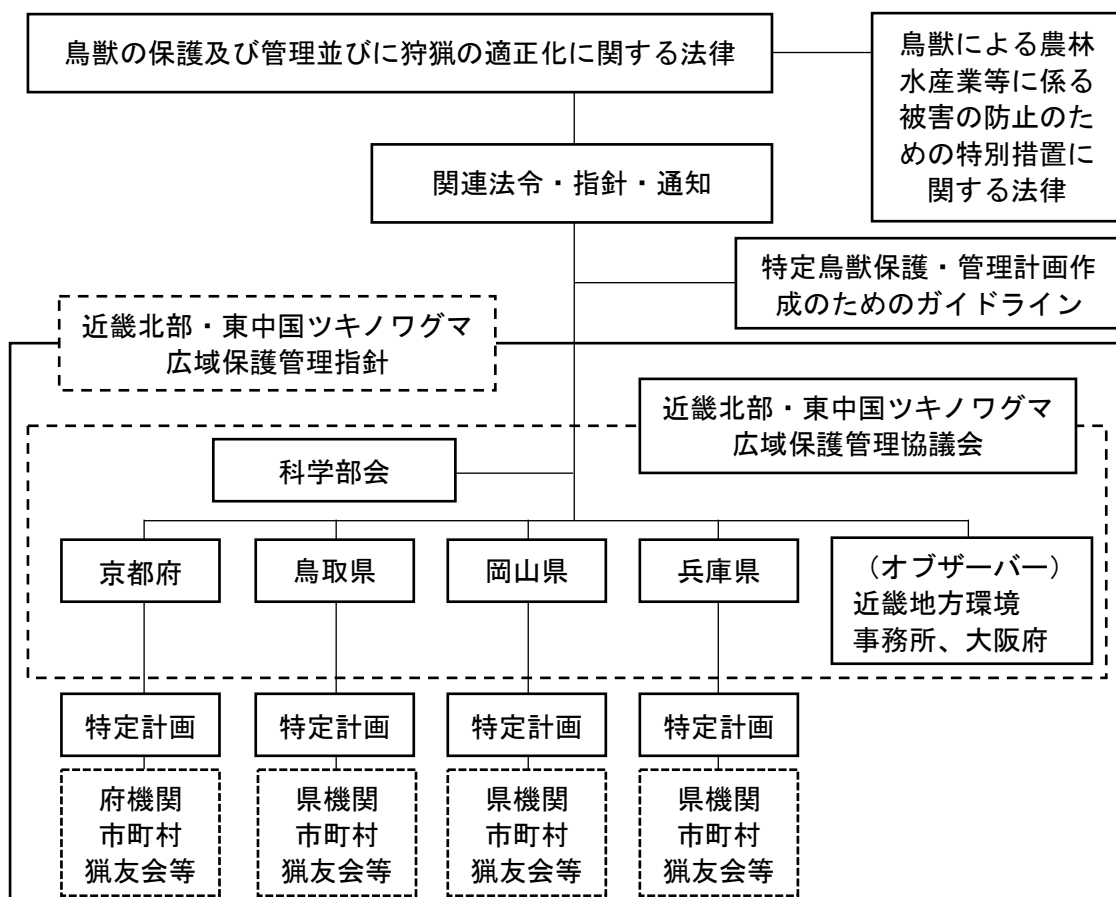 鳥獣の保護及び管理並びに狩猟の適正化に関する法律
鳥獣による農林
水産業等に係る
被害の防止のた
めの特別措置に
関する法律
関連法令・指針・通知
特定鳥獣保護・管理計画作
成のためのガイドライン
近畿北部・東中国ツキノワグマ
広域保護管理指針
近畿北部・東中国ツキノワグマ
広域保護管理協議会
科学部会
京都府
鳥取県
岡山県
兵庫県
（オブザーバー）
近畿地方環境
事務所、大阪府
特定計画
特定計画
特定計画
特定計画
府機関
市町村
猟友会等
県機関
市町村
猟友会等
県機関
市町村
猟友会等
県機関
市町村
猟友会等